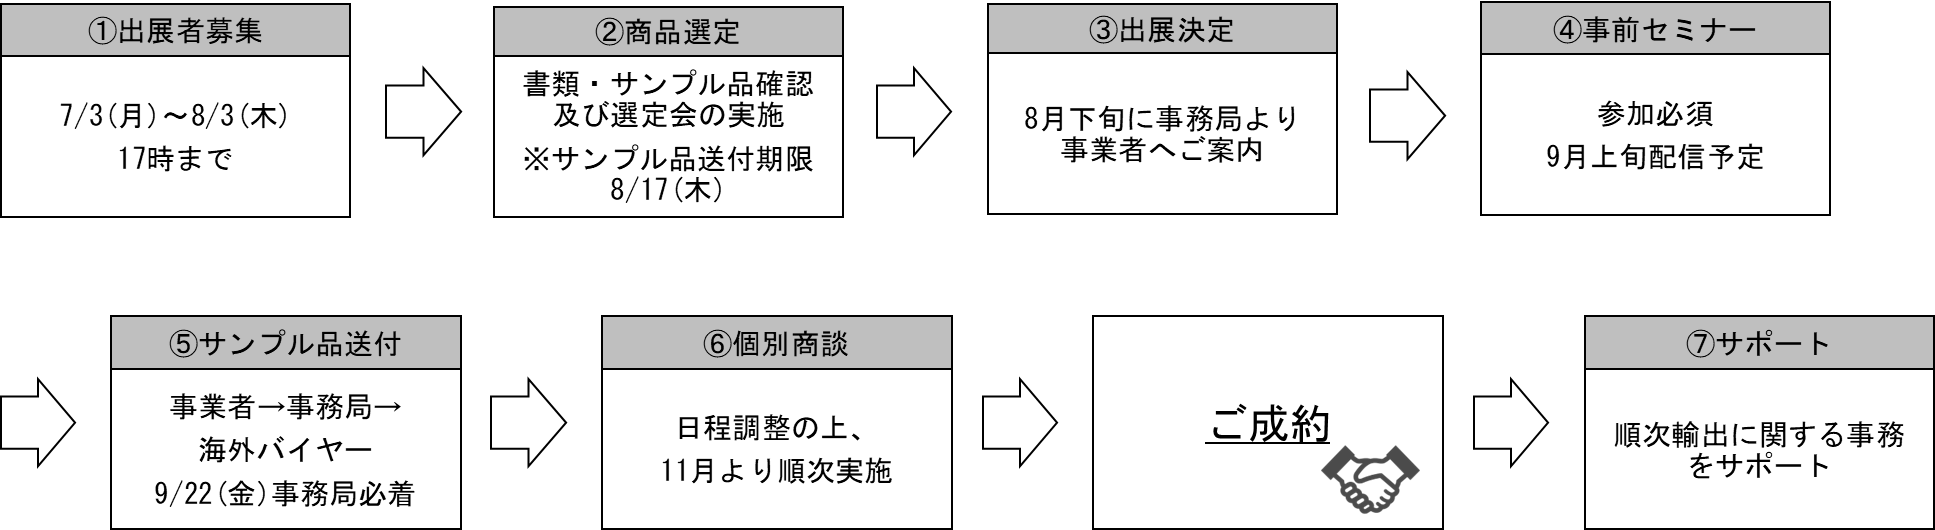 ①出展者募集
7/3(月)～8/3(木)
17時まで
②商品選定
書類・サンプル品確認
及び選定会の実施
※サンプル品送付期限
8/17(木)
③出展決定
8月下旬に事務局より
事業者へご案内
④事前セミナー
参加必須
9月上旬配信予定
⑤サンプル品送付
事業者→事務局→
海外バイヤー
9/22(金)事務局必着
⑥個別商談
日程調整の上、
11月より順次実施
ご成約
⑦サポート
順次輸出に関する事務
をサポート